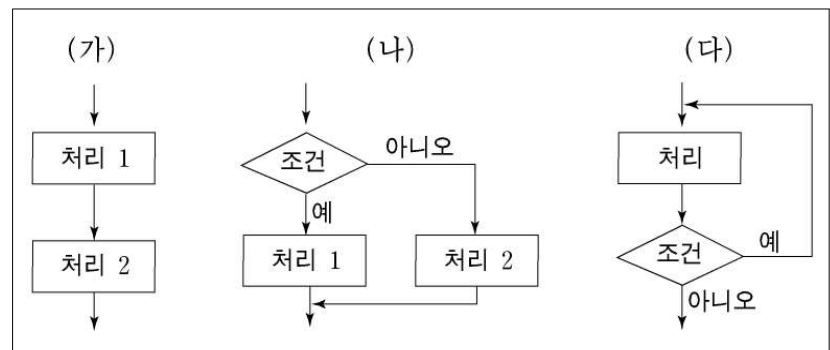 (가)
처리 1
처리 2
(나)
조건
아니오
예
처리 1
처리 2
(다)
처리
조건
예
아니오